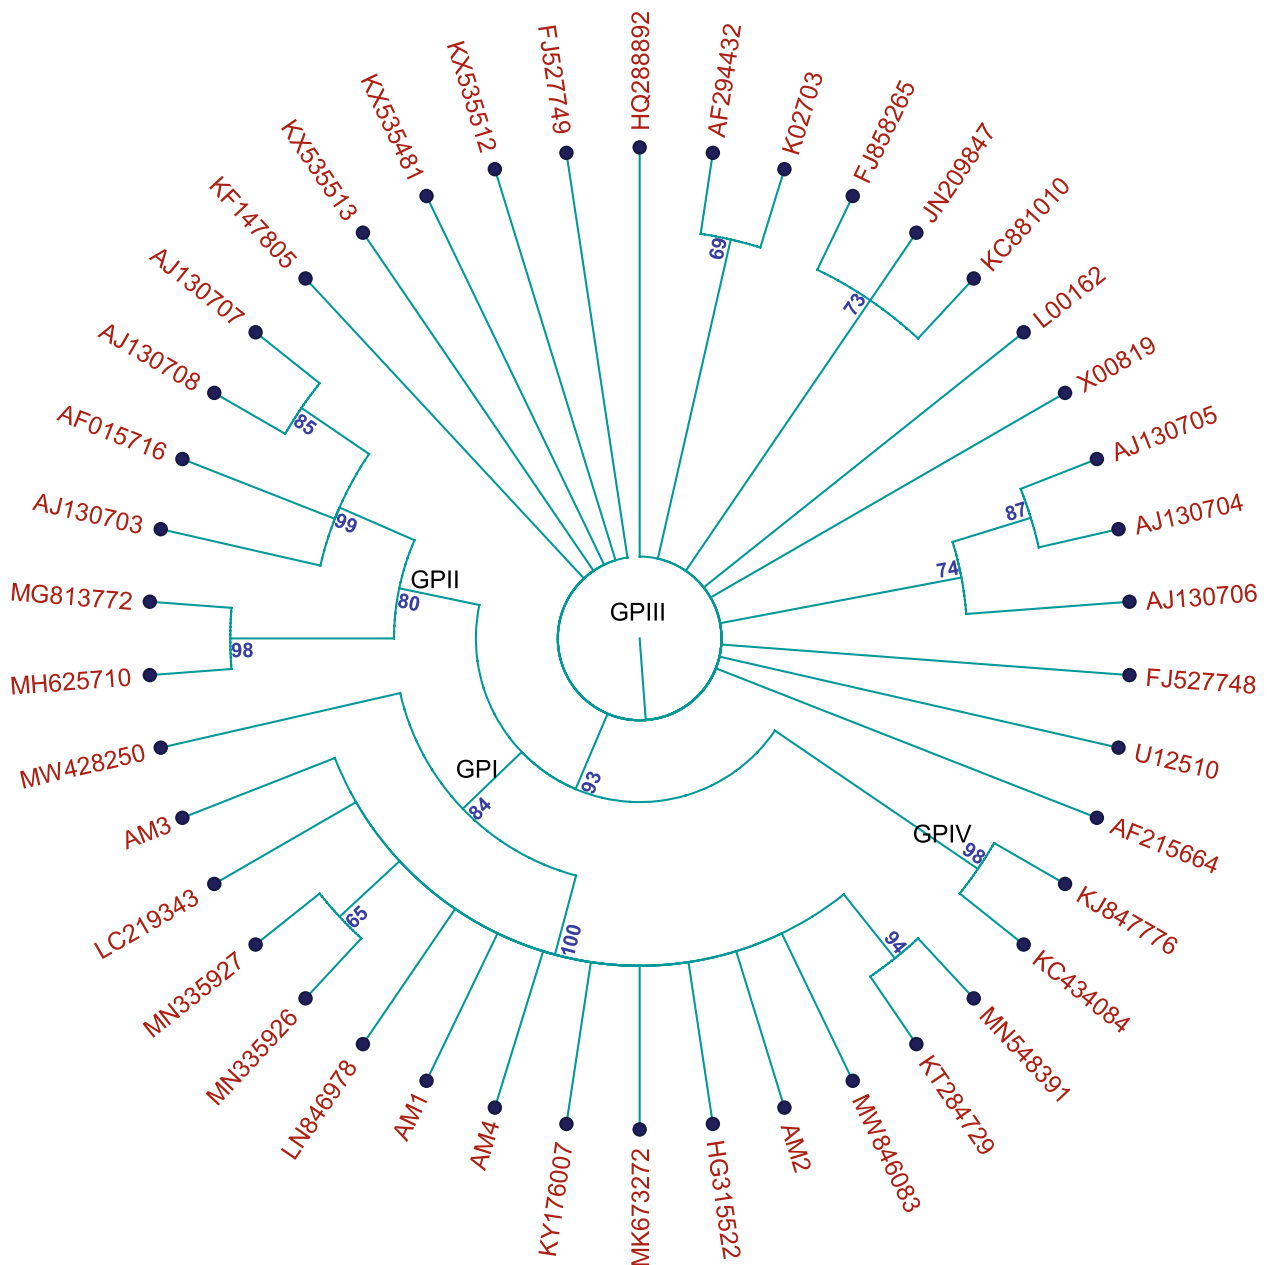 HQ288892
AF294432
K02703
FJ858265
JN209847
KC881010
L00162
X00819
AJ130705
AJ130704
AJ130706
FJ527748
U12510
AF215664
KJ847776
KC434084
MN548391
KT284729
MW846083
AM2
HG315522
MK673272
KY176007
AM4
AM1
LN846978
MN335926
MN335927
LC219343
AM3
MW428250
MH625710
MG813772
AJ130703
AF015716
AJ130708
AJ130707
KF147805
KX535513
KX535481
KX535512
FJ527749
69
73
87
74
85
99
GPII
80
98
GPIII
93
GPI
84
GPIV
98
94
100
65